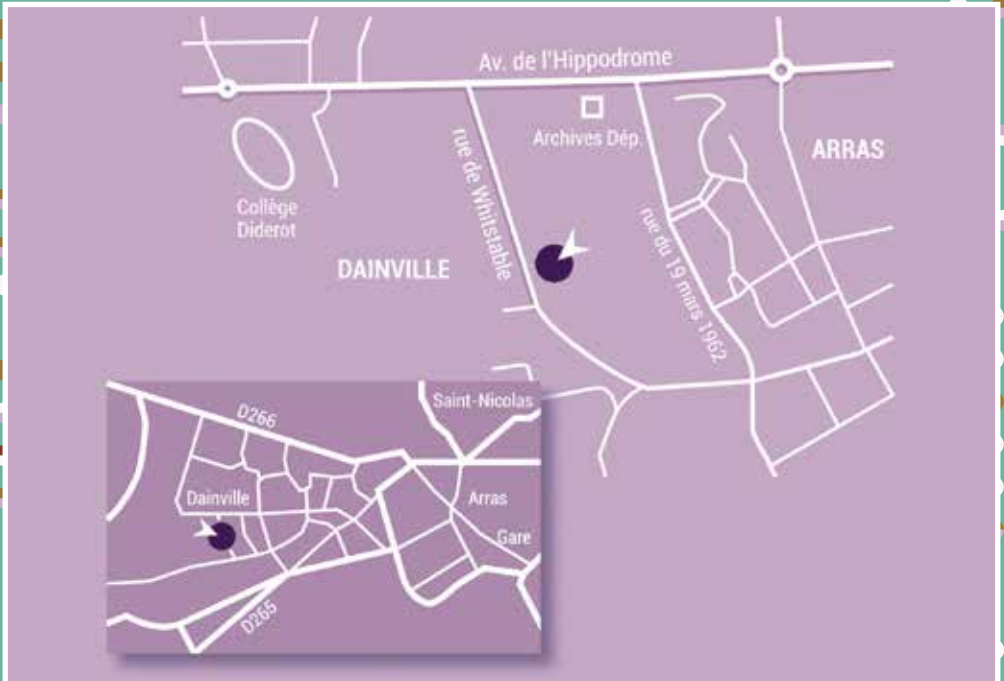 Av. de l'Hippodrome
Archives Dép.
ARRAS
rue de Whitstable
Collège
Diderot
rue du 19 mars 1962
DAINVILLE
D266
Saint-Nicolas
Dainville
Arras
Gare
D265